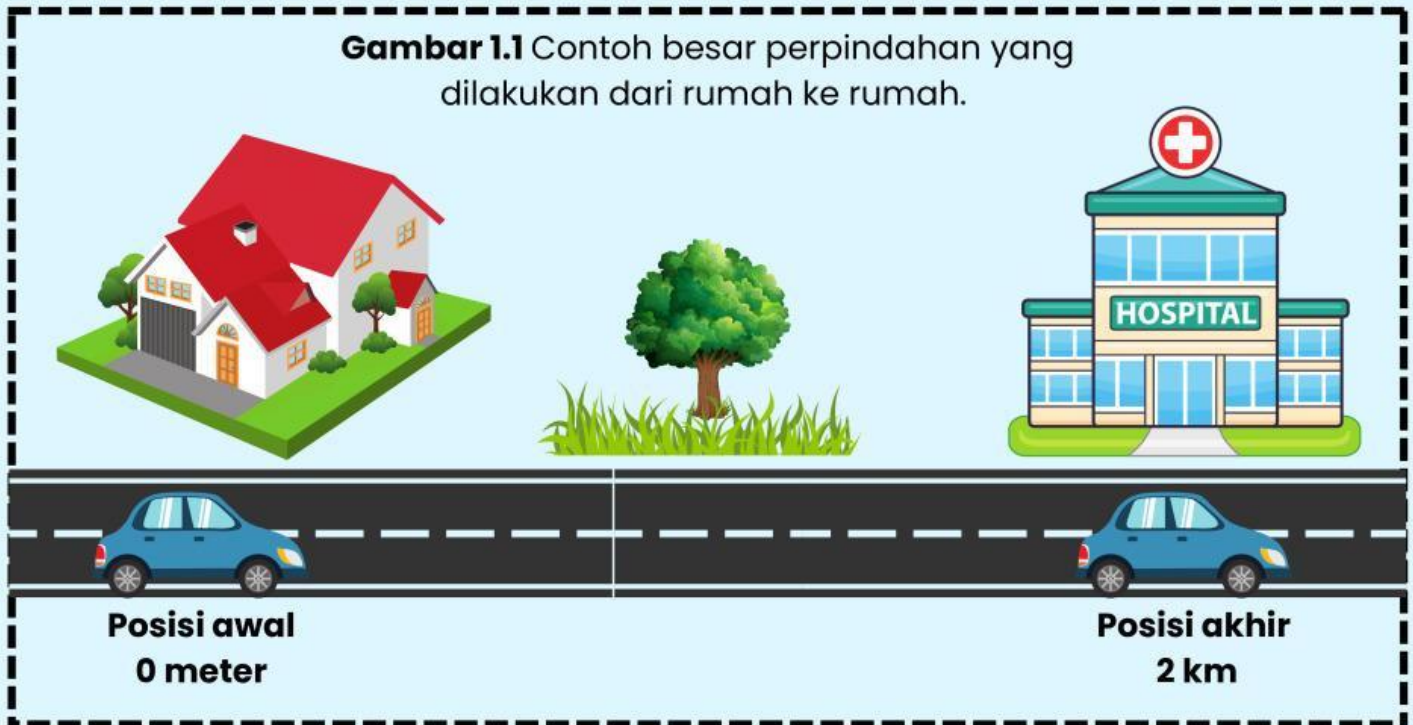 Gambar 1.1 Contoh besar perpindahan yang
dilakukan dari rumah ke rumah.
HOSPITAL
Posisi awal
0 meter
Posisi akhir
2 km